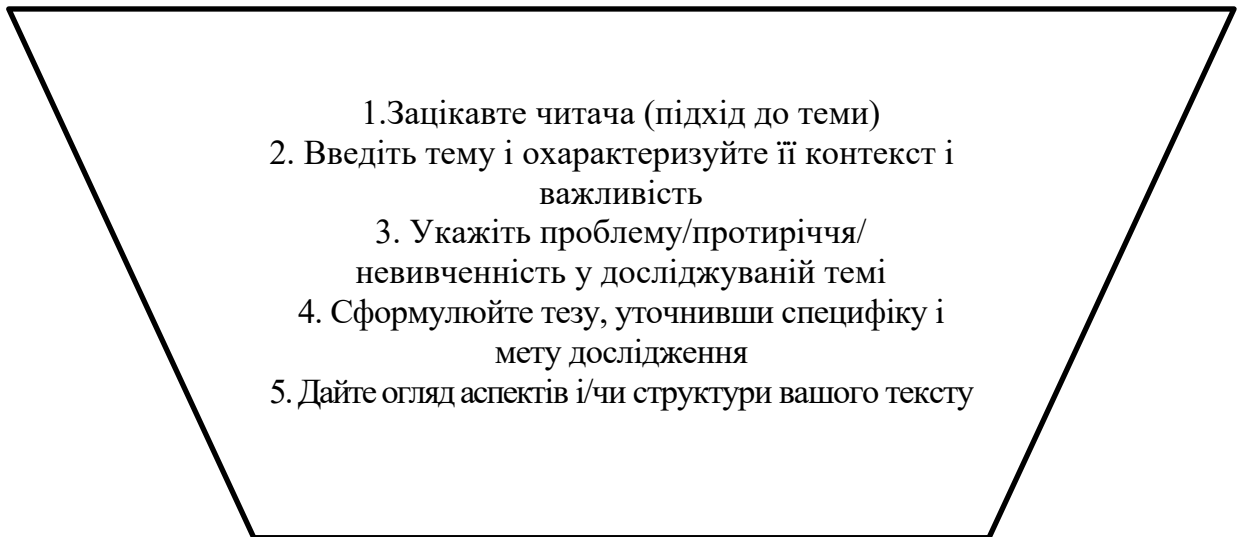 1.Зацікавте читача (підхід до теми)
2. Введіть тему і охарактеризуйте її контекст і
важливість
3. Укажіть проблему/протиріччя/
невивченність у досліджуваній темі
4. Сформулюйте тезу, уточнивши специфіку і
мету дослідження
5. Дайте огляд аспектів і/чи структури вашого тексту